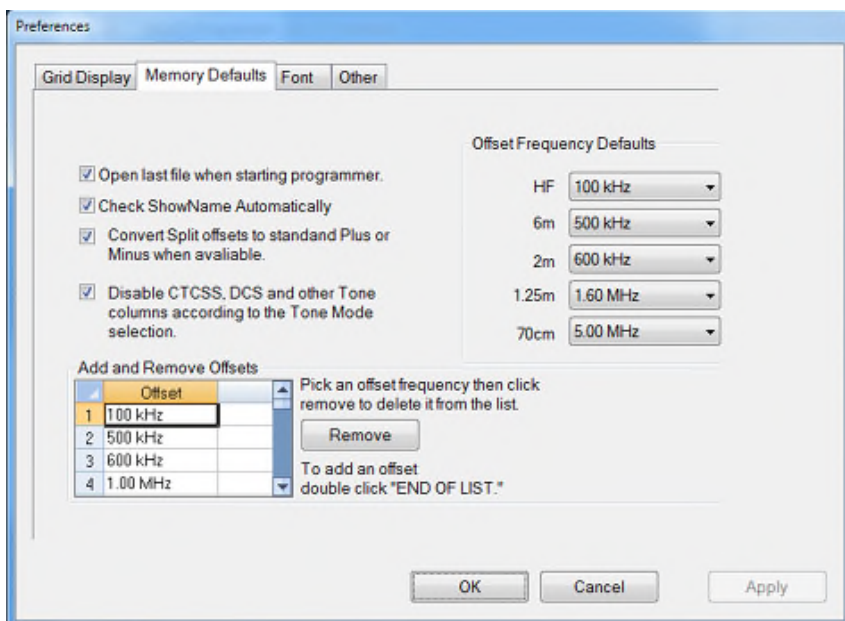 Preferences
Grid Display
Memory Defaults
Font
Other
Open last file when starting programmer.
Check ShowName Automatically
Convert Split offsets to standand Plus or
Minus when avaliable.
Disable CTCSS, DCS and other Tone
columns according to the Tone Mode
selection.
Offset Frequency Defaults
HF 100 kHz
6m 500 kHz
2m 600 kHz
1.25m 1.60 MHz
70cm 5.00 MHz
Add and Remove Offsets
Offset
1 100 kHz
2 500 kHz
3 600 kHz
4 1.00 MHz
Pick an offset frequency then click
remove to delete it from the list.
Remove
To add an offset
double click "END OF LIST."
OK
Cancel
Apply